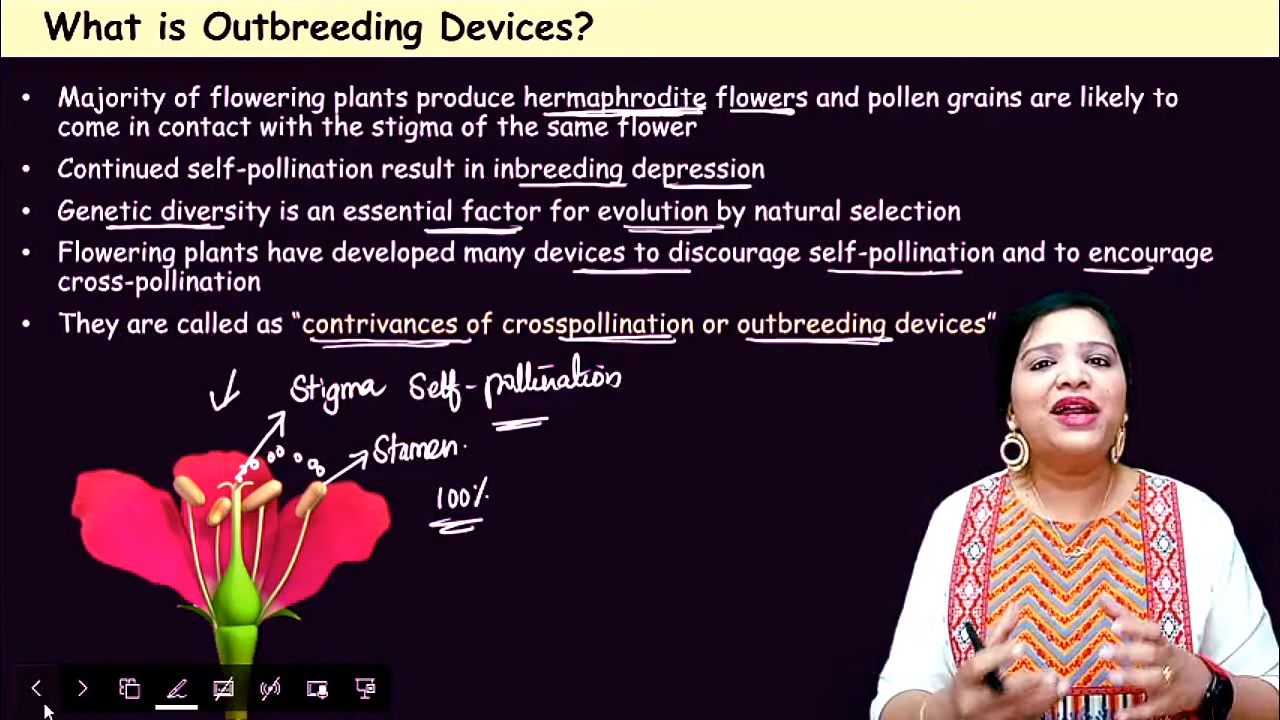 What is Outbreeding Devices?
• Majority of flowering plants produce hermaphrodite flowers and pollen grains are likely to
come in contact with the stigma of the same flower
• Continued self-pollination result in inbreeding depression
• Genetic diversity is an essential factor for evolution by natural selection
• Flowering plants have developed many devices to discourage self-pollination and to encourage
cross-pollination
• They are called as “contrivances of crosspollination or outbreeding devices”
Stigma Self-pollination
Stamen.
100%